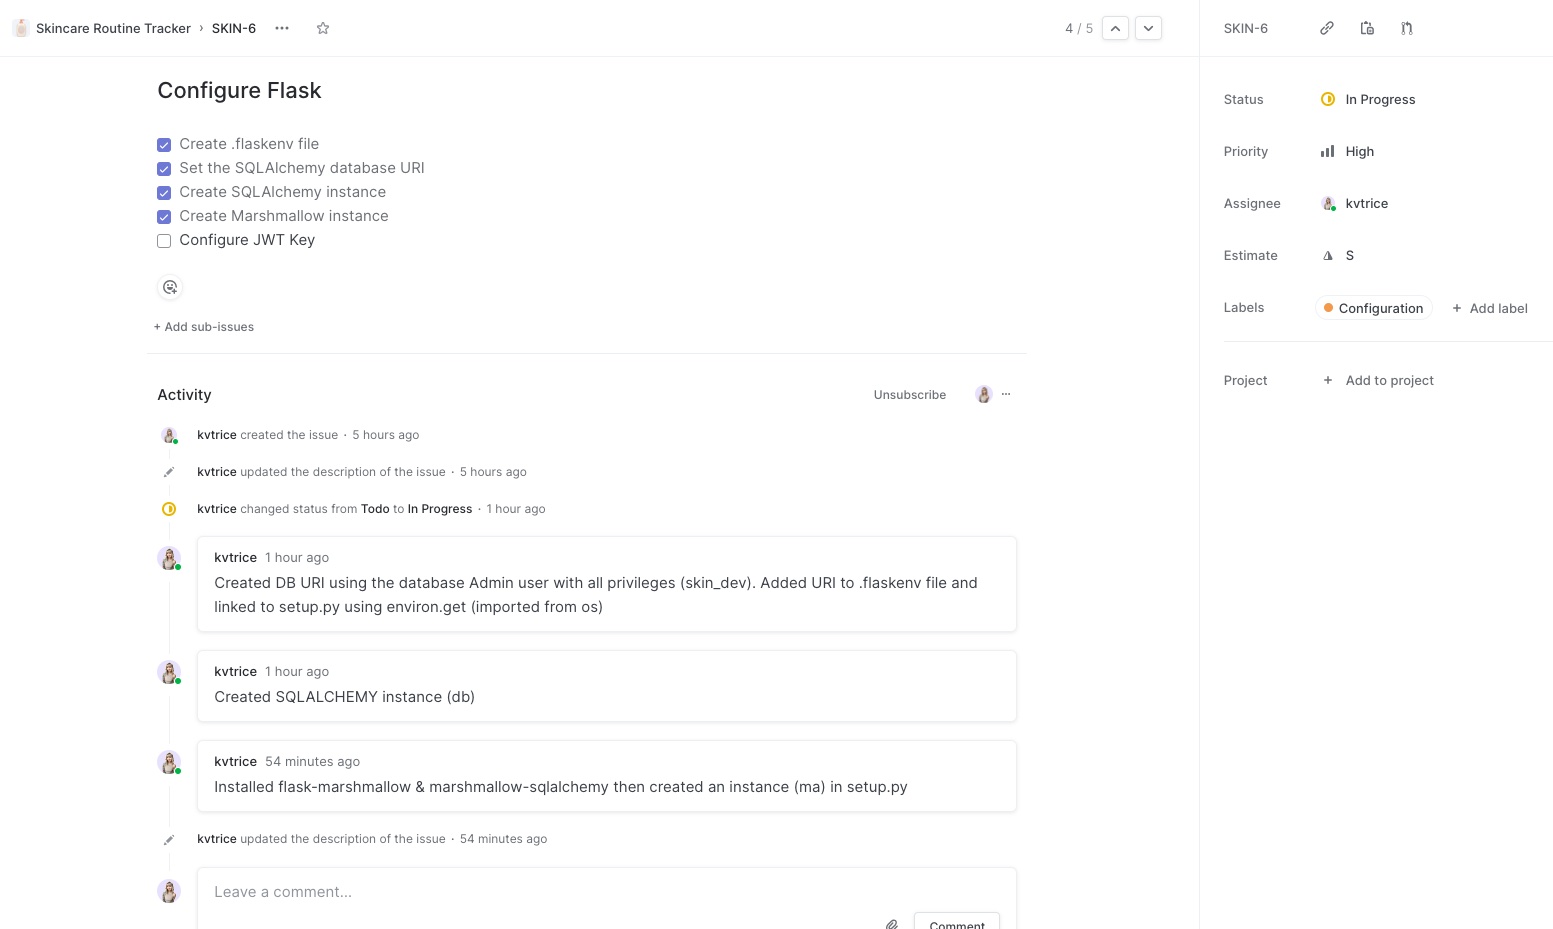 Skincare Routine Tracker › SKIN-6 ···
4 / 5
SKIN-6
Configure Flask
Create .flaskenv file
Set the SQLAlchemy database URI
Create SQLAlchemy instance
Create Marshmallow instance
Configure JWT Key
+ Add sub-issues
Activity
Unsubscribe
kvtrice created the issue · 5 hours ago
kvtrice updated the description of the issue · 5 hours ago
kvtrice changed status from Todo to In Progress · 1 hour ago
kvtrice 1 hour ago
Created DB URI using the database Admin user with all privileges (skin_dev). Added URI to .flaskenv file and
linked to setup.py using environ.get (imported from os)
kvtrice 1 hour ago
Created SQLALCHEMY instance (db)
kvtrice 54 minutes ago
Installed flask-marshmallow & marshmallow-sqlalchemy then created an instance (ma) in setup.py
kvtrice updated the description of the issue · 54 minutes ago
Leave a comment...
Comment
Status In Progress
Priority High
Assignee kvtrice
Estimate S
Labels Configuration + Add label
Project + Add to project